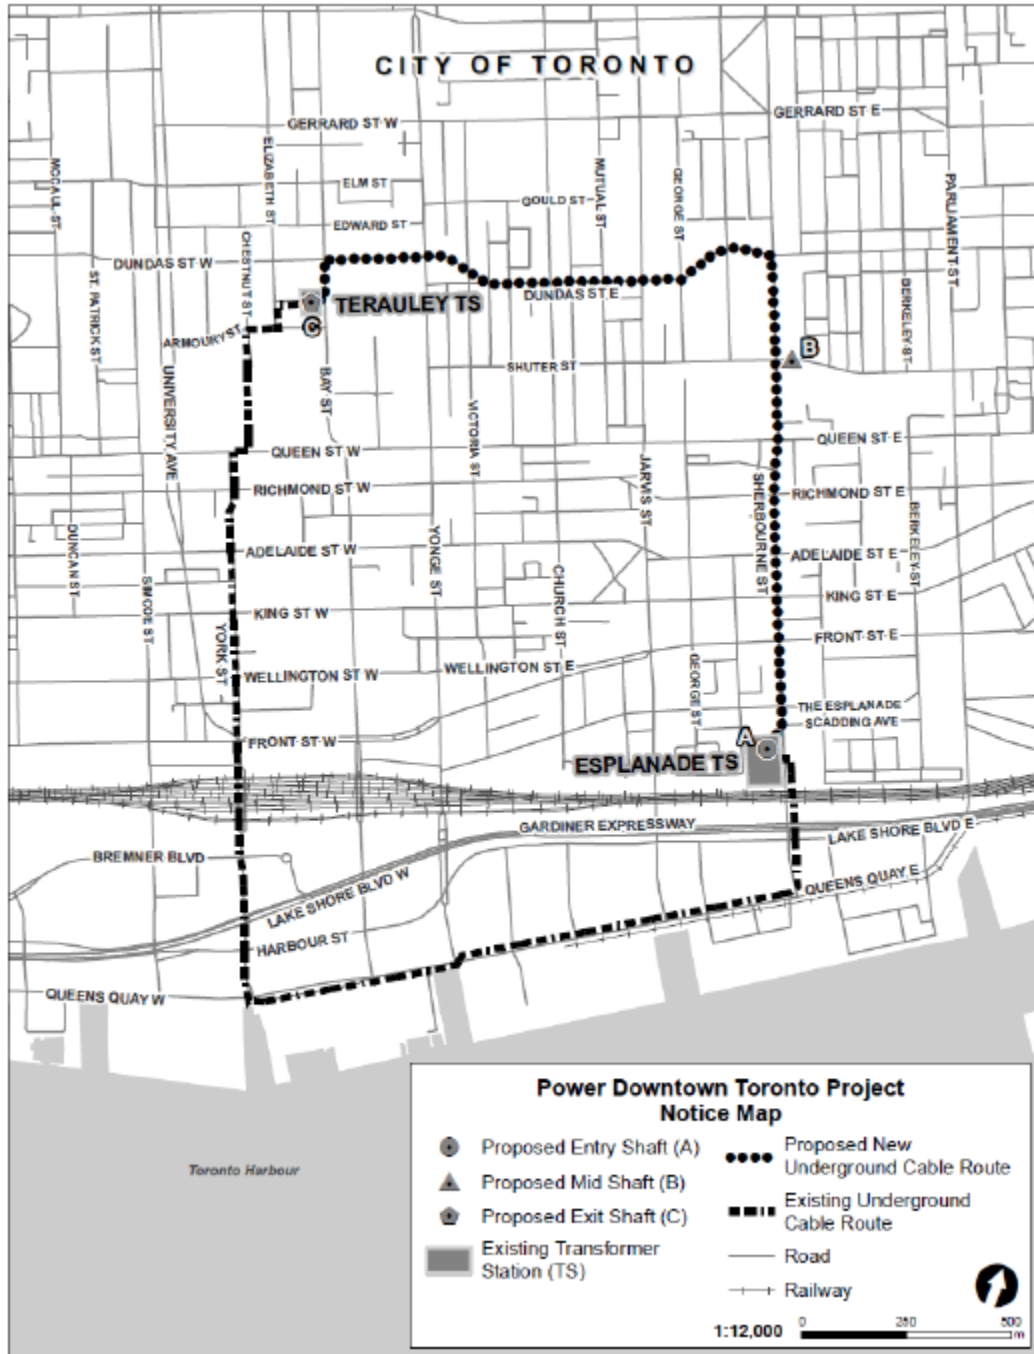 CITY OF TORONTO
GERRARD ST W
GERRARD ST E
MCCAUL ST
ELIZABETH ST
ELM ST
GOULD ST
MUTUAL ST
GEORGE ST
PARLIAMENT ST
EDWARD ST
CHESTNUT ST
DUNDAS ST W
ST. PATRICK ST
DUNDAS ST E
BERKELEY ST
TERAULEY TS
C
ARMOURY ST
B
UNIVERSITY AVE
BAY ST
SHUTER ST
VICTORIA ST
QUEEN ST W
QUEEN ST E
JARVIS ST
RICHMOND ST W
SHERBOURNE ST
RICHMOND ST E
DUNCAN ST
YONGE ST
BERKELEY ST
ADELAIDE ST W
ADELAIDE ST E
SIMCOE ST
CHURCH ST
KING ST W
KING ST E
YORK ST
FRONT ST E
WELLINGTON ST W
WELLINGTON ST E
GEORGE ST
THE ESPLANADE
SCADDING AVE
FRONT ST W
A
ESPLANADE TS
GARDINER EXPRESSWAY
LAKE SHORE BLVD E
BREMNER BLVD
LAKE SHORE BLVD W
QUEENS QUAY E
HARBOUR ST
QUEENS QUAY W
Toronto Harbour
Power Downtown Toronto Project
Notice Map
Proposed Entry Shaft (A)
Proposed Mid Shaft (B)
Proposed Exit Shaft (C)
Existing Transformer
Station (TS)
Proposed New
Underground Cable Route
Existing Underground
Cable Route
Road
Railway
1:12,000
0 250 500
m